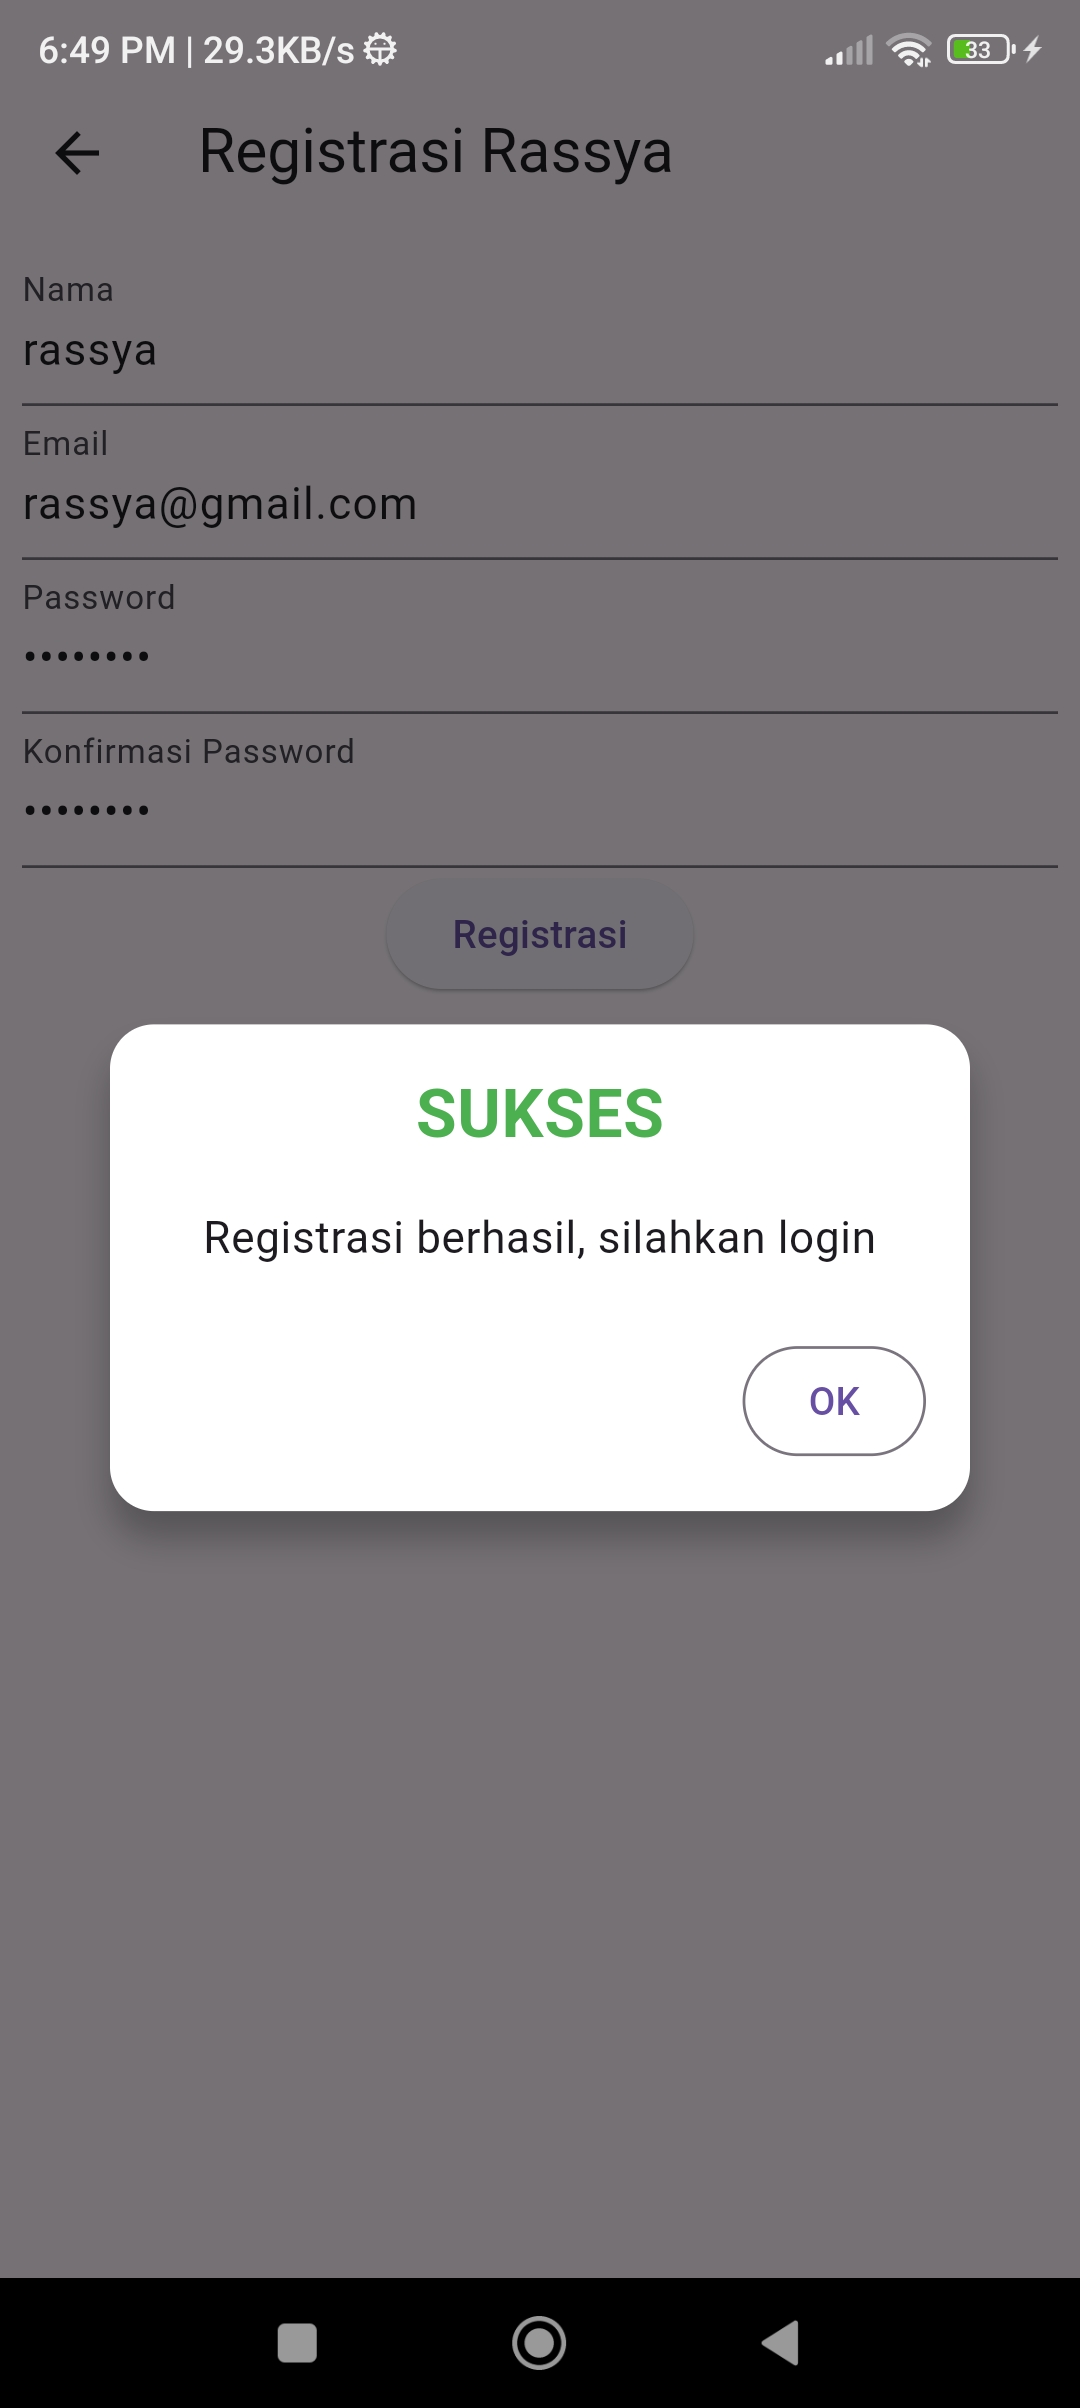 6:49 PM | 29.3KB/s
33
Registrasi Rassya
Nama
rassya
Email
rassya@gmail.com
Password
••••••••
Konfirmasi Password
••••••••
Registrasi
SUKSES
Registrasi berhasil, silahkan login
OK